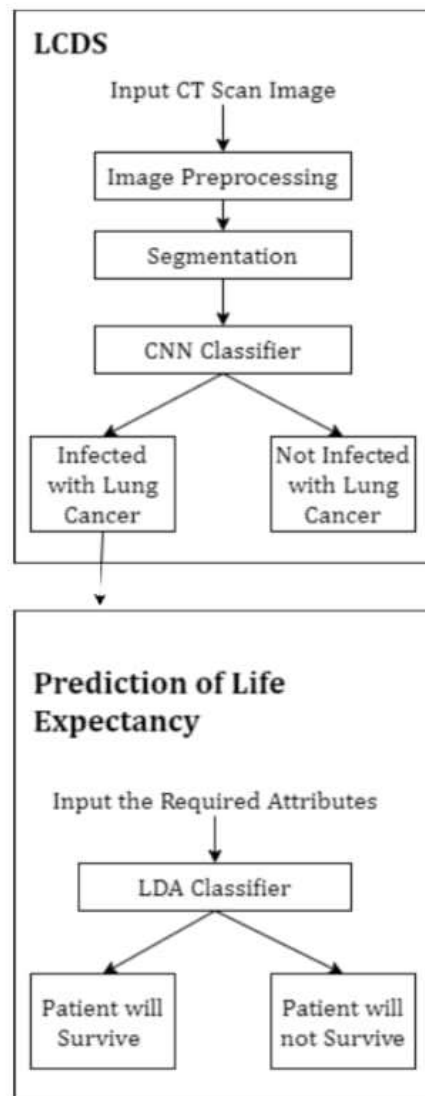 LCDS
Input CT Scan Image
Image Preprocessing
Segmentation
CNN Classifier
Infected
with Lung
Cancer
Not Infected
with Lung
Cancer
Prediction of Life
Expectancy
Input the Required Attributes
LDA Classifier
Patient will
Survive
Patient will
not Survive